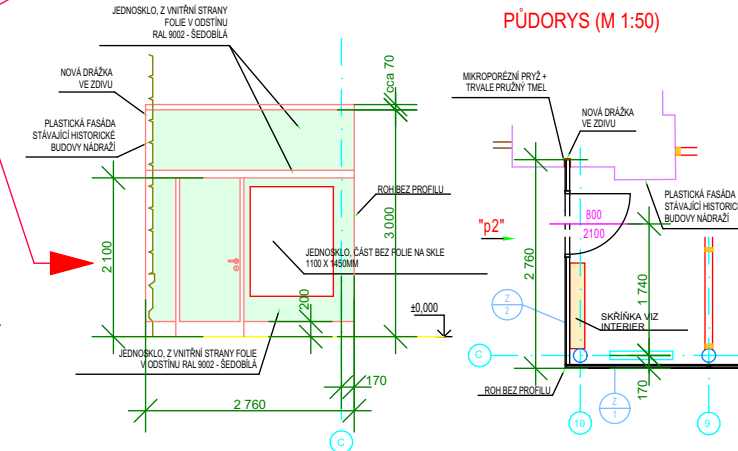 JEDNOSKLO, Z VNITŘNÍ STRANY
FOLIE V ODSTÍNU
RAL 9002 - ŠEDOBÍLÁ
NOVÁ DRÁŽKA
VE ZDIVU
PLASTICKÁ FASÁDA
STÁVAJÍCÍ HISTORICKÉ
BUDOVY NÁDRAŽÍ
cca 70
ROH BEZ PROFILU
3 000
2 100
JEDNOSKLO, ČÁST BEZ FOLIE NA SKLE
1100 X 1450MM
200
±0,000
JEDNOSKLO, Z VNITŘNÍ STRANY FOLIE
V ODSTÍNU RAL 9002 - ŠEDOBÍLÁ
170
2 760
C
PŮDORYS (M 1:50)
MIKROPORÉZNÍ PRYŽ +
TRVALE PRUŽNÝ TMEL
NOVÁ DRÁŽKA
VE ZDIVU
PLASTICKÁ FASÁDA
STÁVAJÍCÍ HISTORIC
BUDOVY NÁDRAŽÍ
"p2"
800
2100
2 760
1 740
Z
2
SKŘÍŇKA VIZ
INTERIER
C
ROH BEZ PROFILU
170
Z
1
10
9